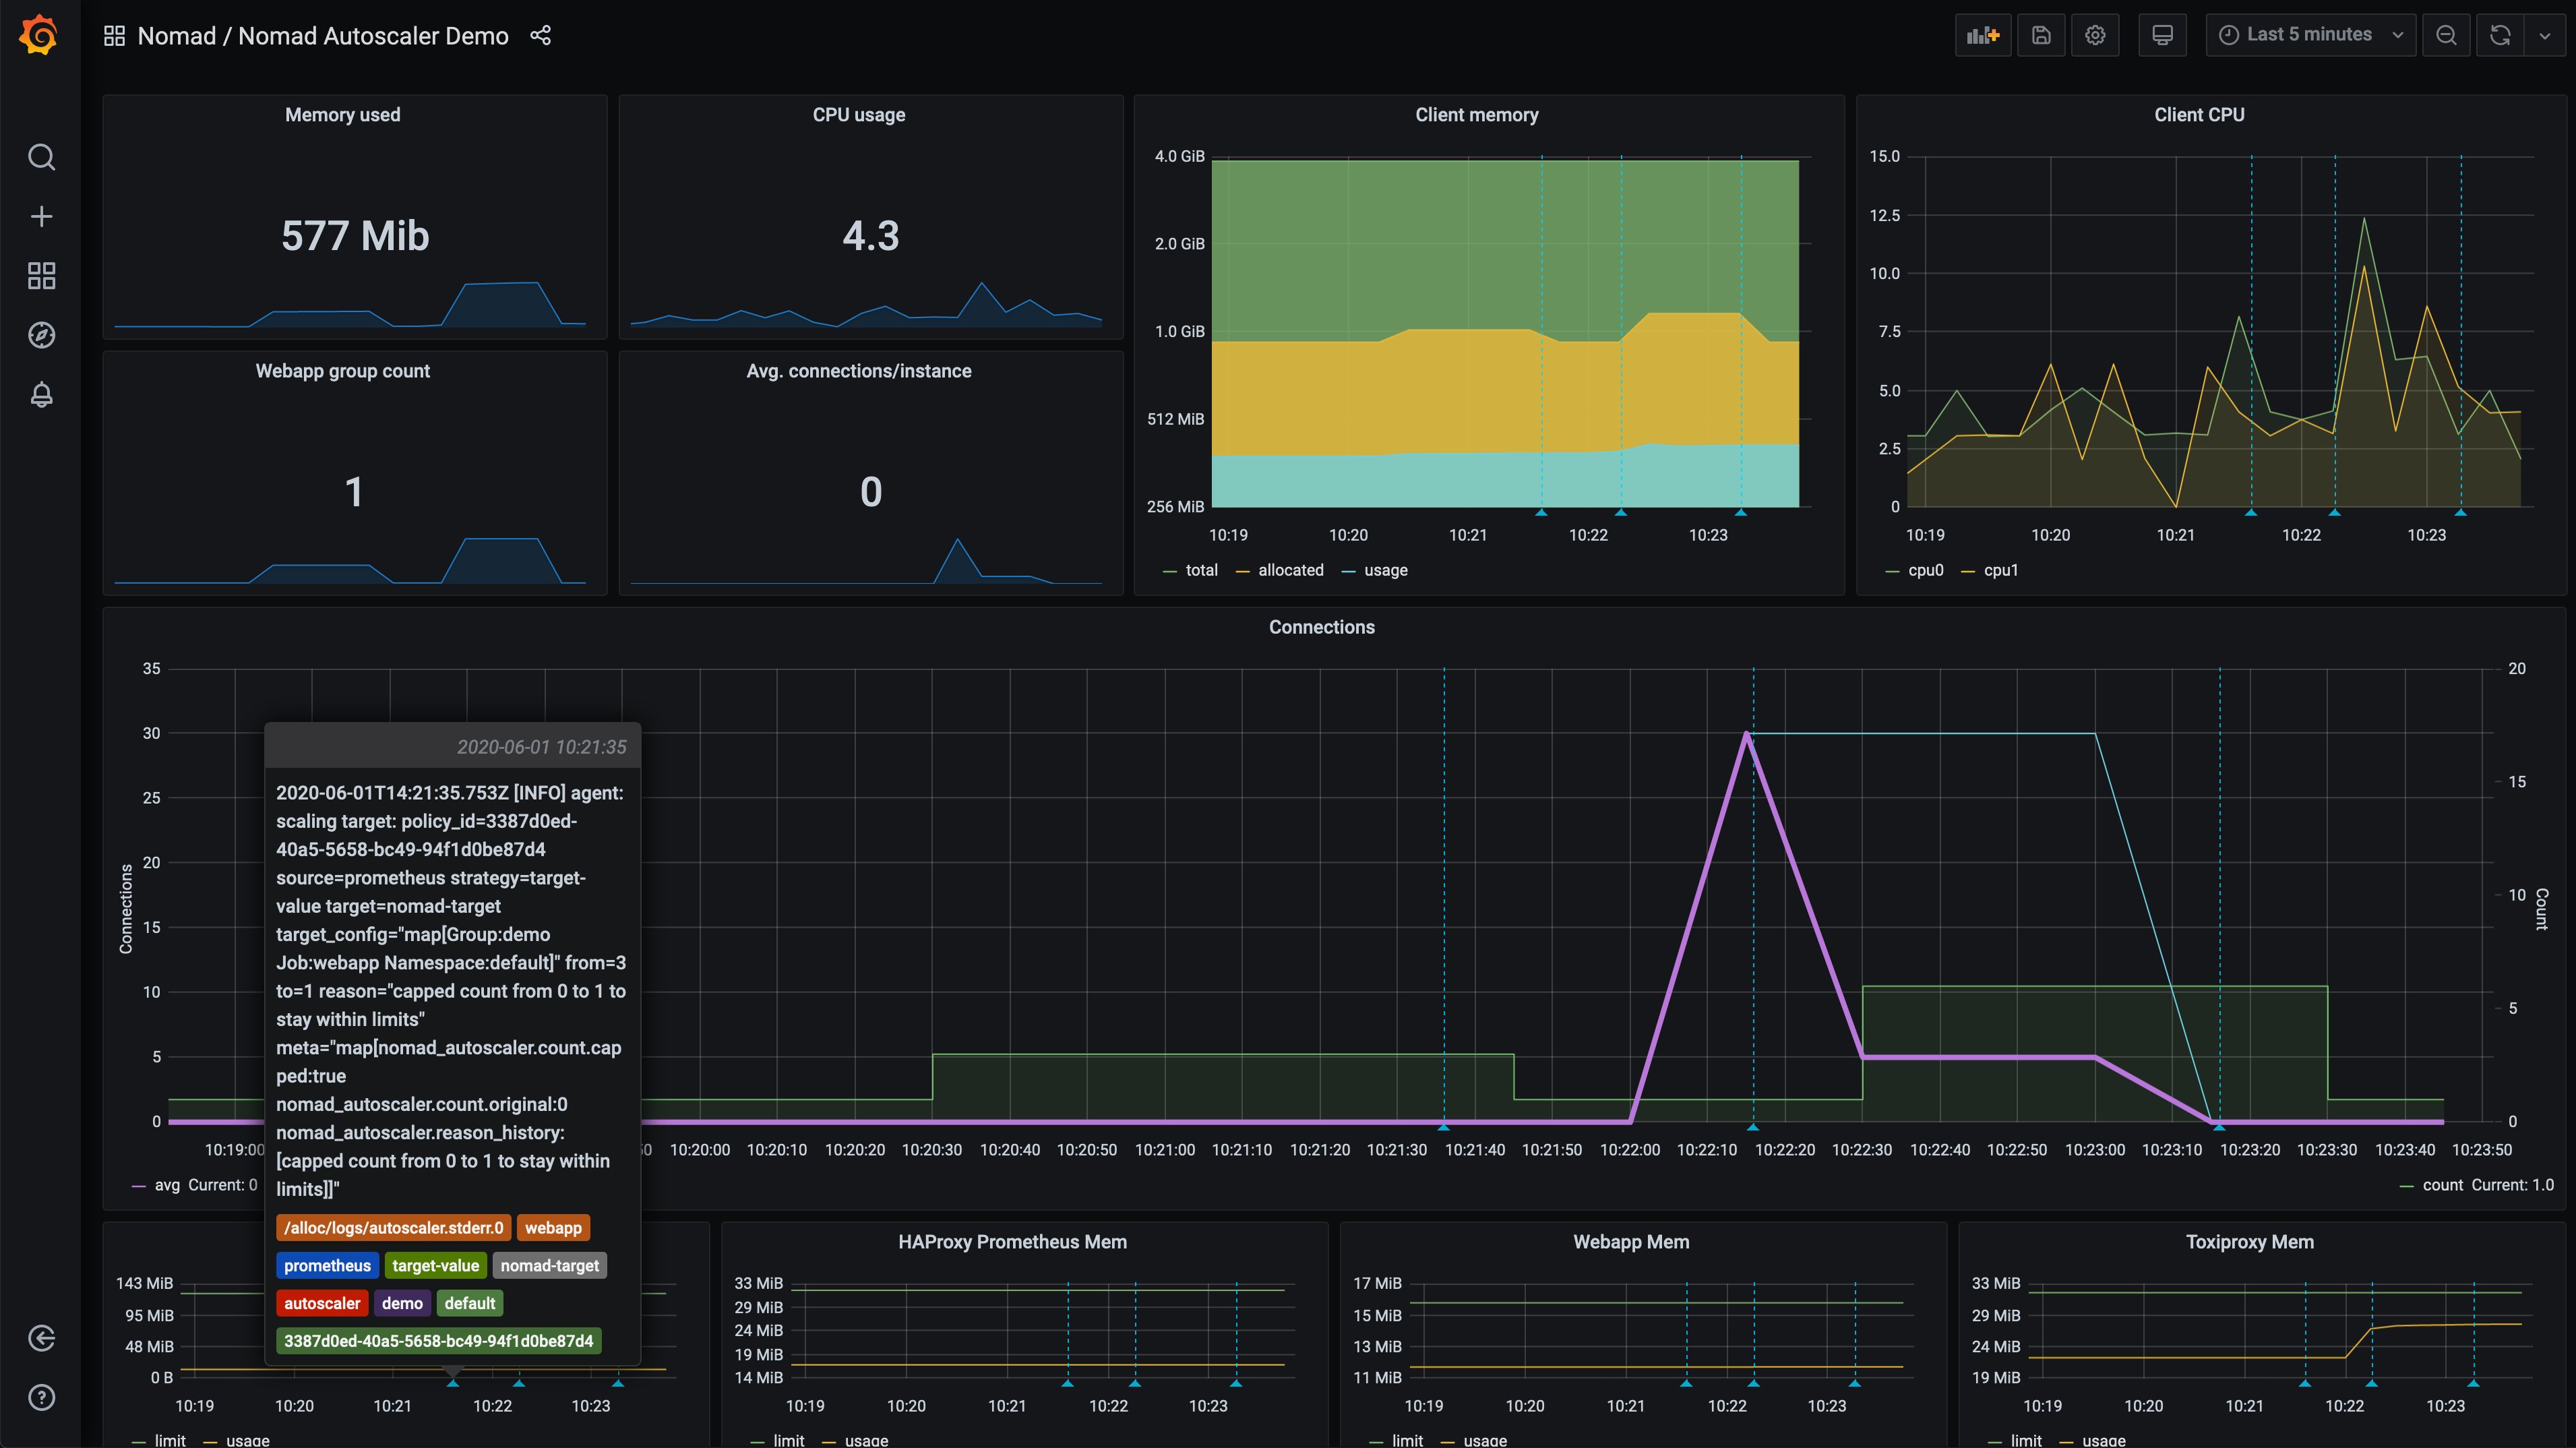 Nomad / Nomad Autoscaler Demo
Last 5 minutes
Memory used
577 Mib
CPU usage
4.3
Webapp group count
1
Avg. connections/instance
0
Client memory
4.0 GiB
2.0 GiB
1.0 GiB
512 MiB
256 MiB
10:19 10:20 10:21 10:22 10:23
total allocated usage
Client CPU
15.0
12.5
10.0
7.5
5.0
2.5
0
10:19 10:20 10:21 10:22 10:23
cpu0 cpu1
Connections
35 20
30
25 15
20
Connections
15
10 Count
10
5
5
0 0
10:19:00 10:20:00 10:20:10 10:20:20 10:20:30 10:20:40 10:20:50 10:21:00 10:21:10 10:21:20 10:21:30 10:21:40 10:21:50 10:22:00 10:22:10 10:22:20 10:22:30 10:22:40 10:22:50 10:23:00 10:23:10 10:23:20 10:23:30 10:23:40 10:23:50
avg Current: 0
count Current: 1.0
2020-06-01 10:21:35
2020-06-01T14:21:35.753Z [INFO] agent:
scaling target: policy_id=3387d0ed-
40a5-5658-bc49-94f1d0be87d4
source=prometheus strategy=target-
value target=nomad-target
target_config="map[Group:demo
Job:webapp Namespace:default]" from=3
to=1 reason="capped count from 0 to 1 to
stay within limits"
meta="map[nomad_autoscaler.count.cap
ped:true
nomad_autoscaler.count.original:0
nomad_autoscaler.reason_history:
[capped count from 0 to 1 to stay within
limits]]"
/alloc/logs/autoscaler.stderr.0 webapp
prometheus target-value nomad-target
autoscaler demo default
3387d0ed-40a5-5658-bc49-94f1d0be87d4
143 MiB
95 MiB
48 MiB
0 B
10:19 10:20 10:21 10:22 10:23
limit usage
HAProxy Prometheus Mem
33 MiB
29 MiB
24 MiB
19 MiB
14 MiB
10:19 10:20 10:21 10:22 10:23
limit usage
Webapp Mem
17 MiB
15 MiB
13 MiB
11 MiB
10:19 10:20 10:21 10:22 10:23
limit usage
Toxiproxy Mem
33 MiB
29 MiB
24 MiB
19 MiB
10:19 10:20 10:21 10:22 10:23
limit usage